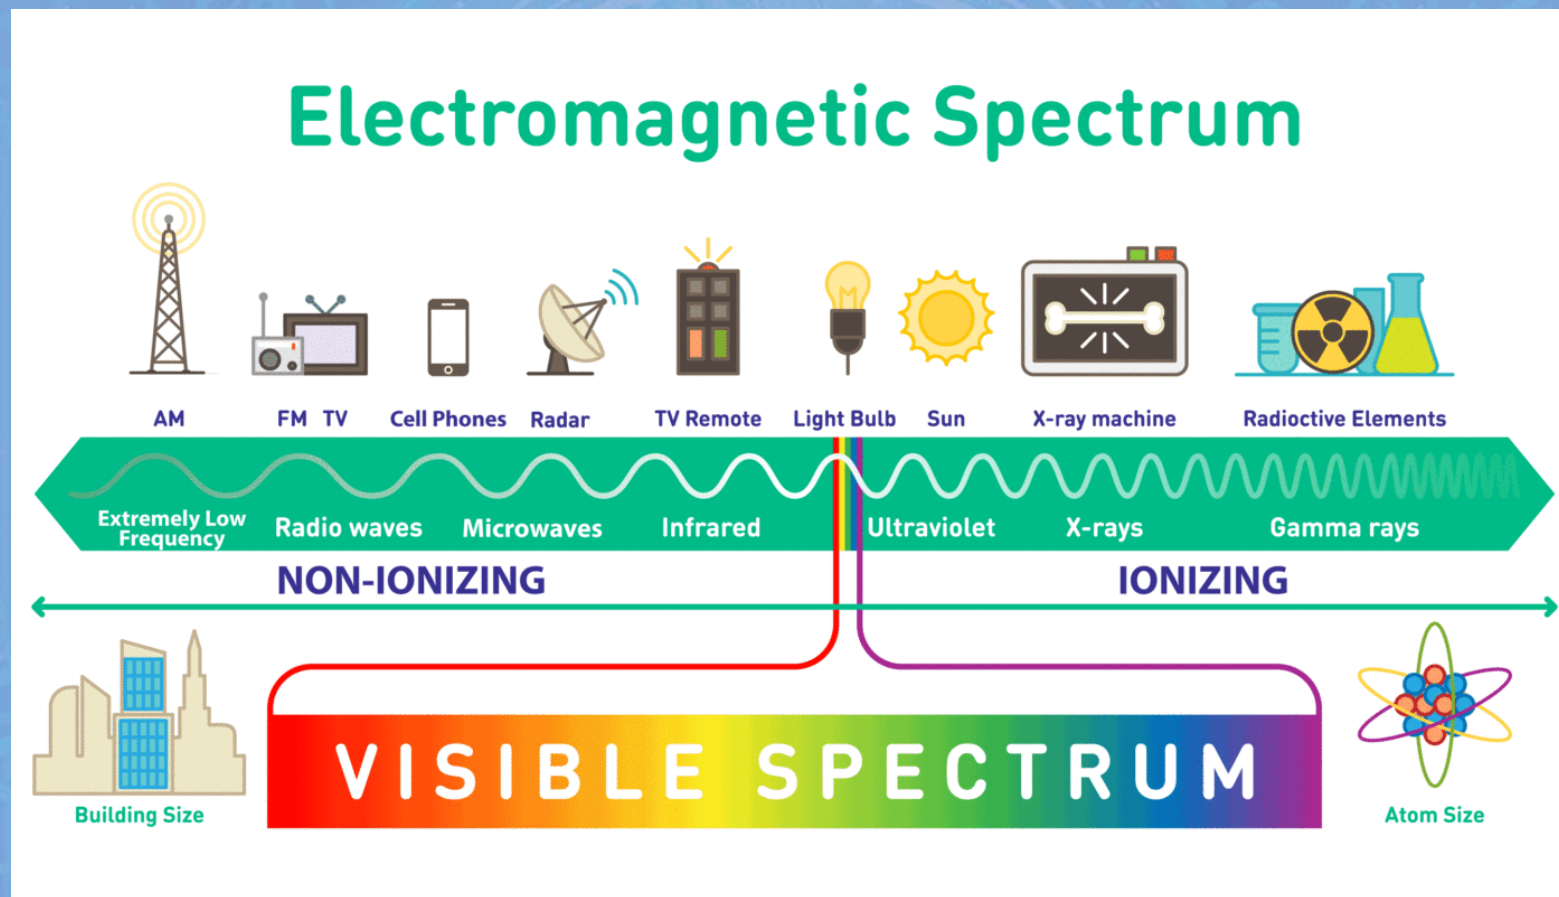 Electromagnetic Spectrum
AM
FM TV
Cell Phones
Radar
TV Remote
Light Bulb
Sun
X-ray machine
Radioctive Elements
Extremely Low
Frequency
Radio waves
Microwaves
Infrared
Ultraviolet
X-rays
Gamma rays
NON-IONIZING
IONIZING
VISIBLE SPECTRUM
Building Size
Atom Size